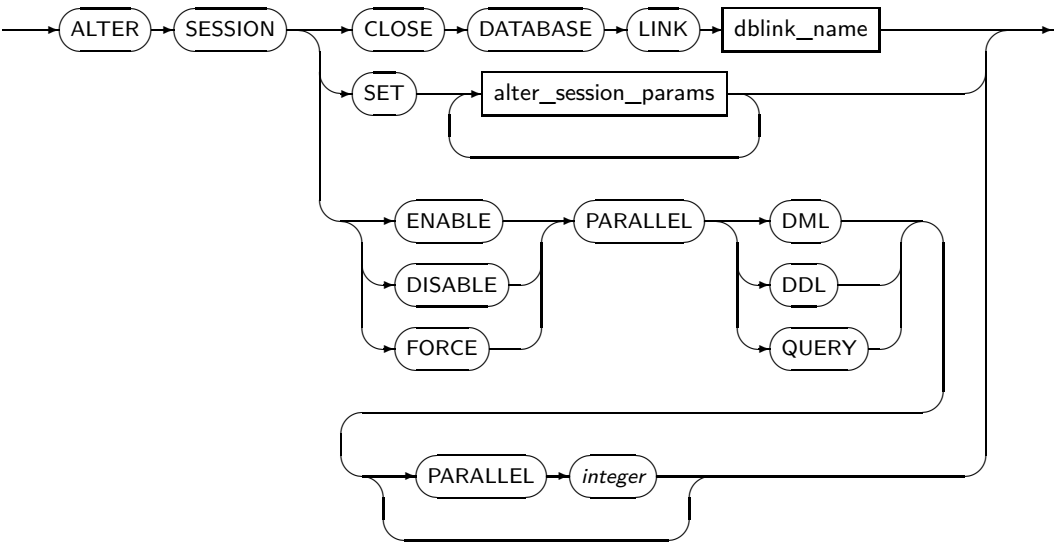 ALTER SESSION CLOSE DATABASE LINK dblink_name
SET alter_session_params
ENABLE PARALLEL DML
DISABLE DDL
FORCE QUERY
PARALLEL integer